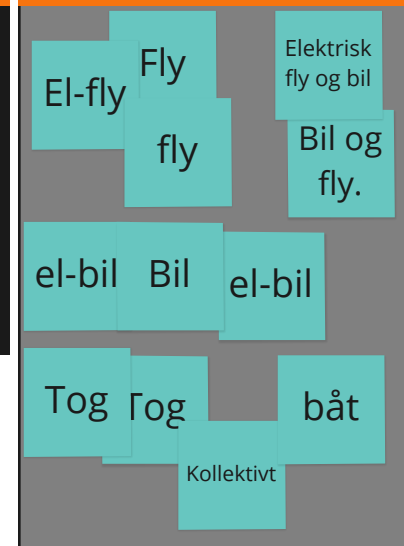 Fly
El-fly
fly
Elektrisk
fly og bil
Bil og
fly.
el-bil
Bil
el-bil
Tog
Tog
båt
Kollektivt